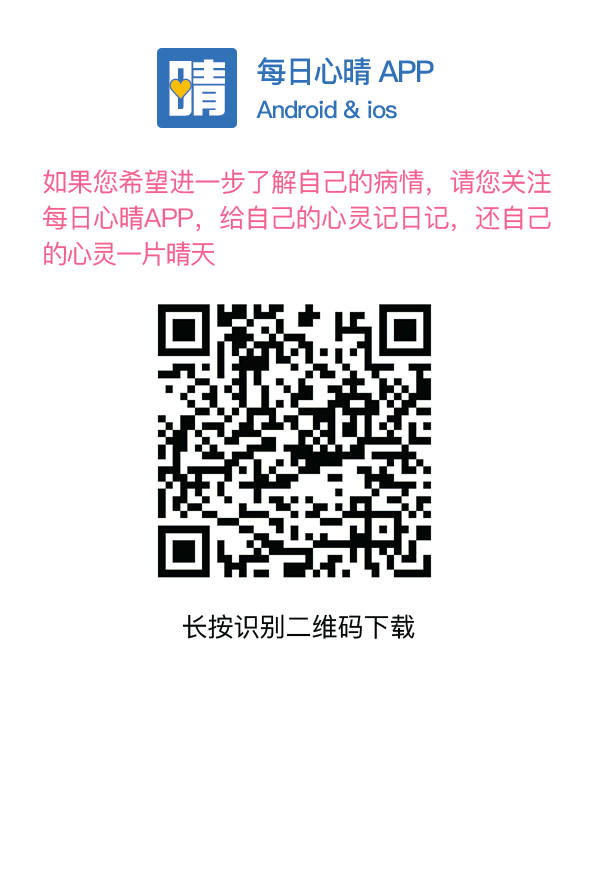 晴
每日心晴 APP
Android & ios
如果您希望进一步了解自己的病情，请您关注
每日心晴APP，给自己的心灵记日记，还自己
的心灵一片晴天
长按识别二维码下载